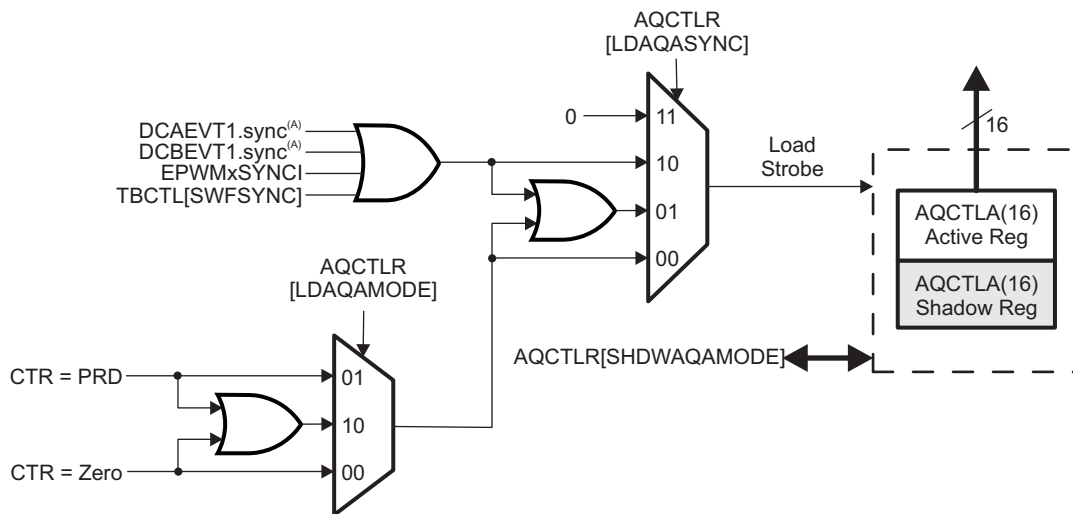 AQCTLR
[LDAQASYNC]
0
11
16
DCAEVT1.sync(A)
DCBEVT1.sync(A)
EPWMxSYNCI
TBCTL[SWFSYNC]
10
Load
Strobe
01
00
AQCTLA(16)
Active Reg
AQCTLA(16)
Shadow Reg
AQCTLR
[LDAQAMODE]
AQCTLR[SHDWAQAMODE]
CTR = PRD
01
10
CTR = Zero
00